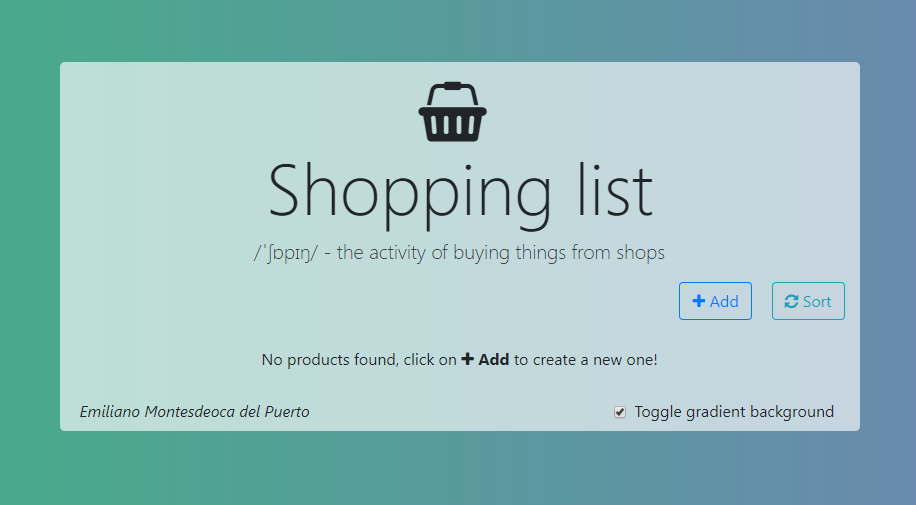 Shopping list
/ˈʃɒpɪŋ/ - the activity of buying things from shops
Add
Sort
No products found, click on Add to create a new one!
Emiliano Montesdeoca del Puerto
Toggle gradient background